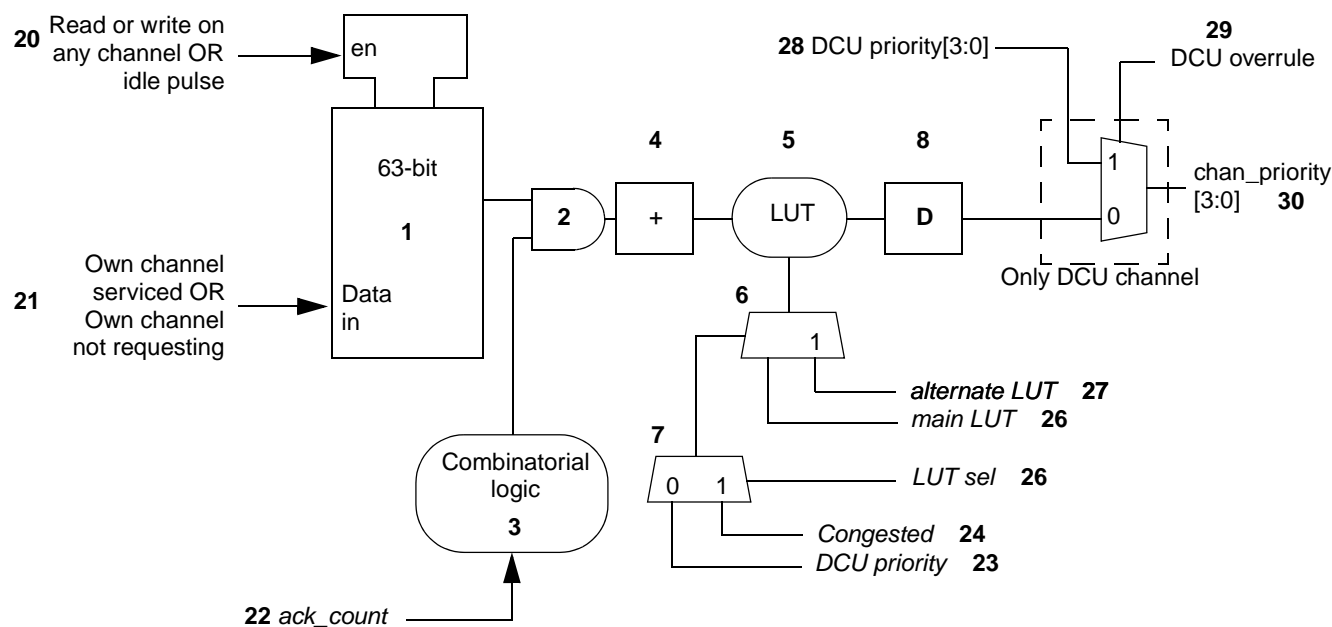 20 Read or write on
any channel OR
idle pulse
en
28 DCU priority[3:0]
29
DCU overrule
63-bit
1
2
4
+
5
LUT
8
D
1
0
chan_priority
[3:0] 30
Only DCU channel
21
Own channel
serviced OR
Own channel
not requesting
Data
in
6
1
alternate LUT 27
main LUT 26
7
0 1
LUT sel 26
Congested 24
DCU priority 23
Combinatorial
logic
3
22 ack_count